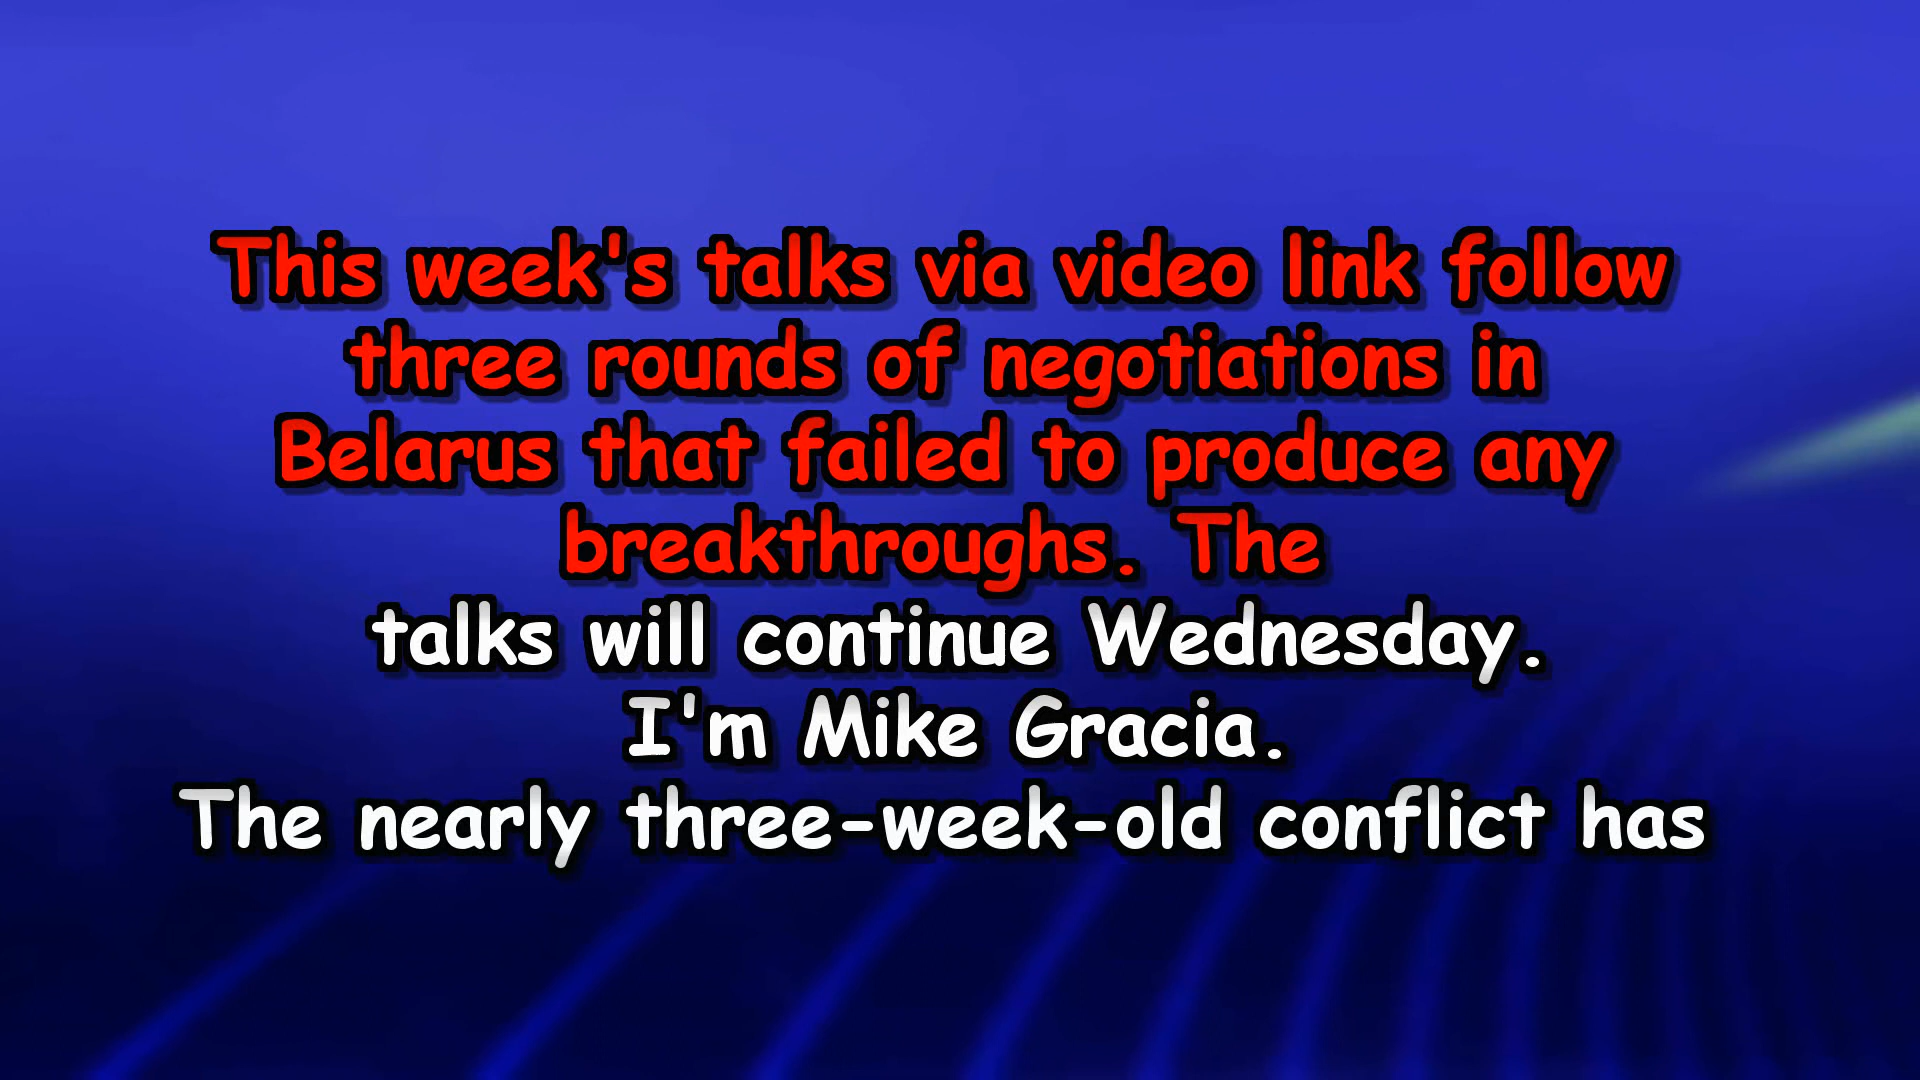 This week's talks via video link follow
three rounds of negotiations in
Belarus that failed to produce any
breakthroughs. The
talks will continue Wednesday.
I'm Mike Gracia.
The nearly three-week-old conflict has